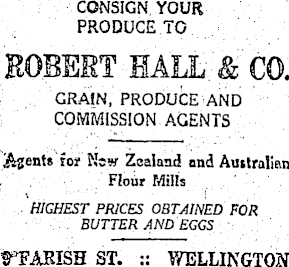 CONSIGN YOUR
PRODUCE TO
ROBERT HALL & CO.
GRAIN, PRODUCE AND
COMMISSION AGENTS
Agents for New Zealand and Australian
Flour Mills
HIGHEST PRICES OBTAINED FOR
BUTTER AND EGGS
9 FARISH ST. :: WELLINGTON